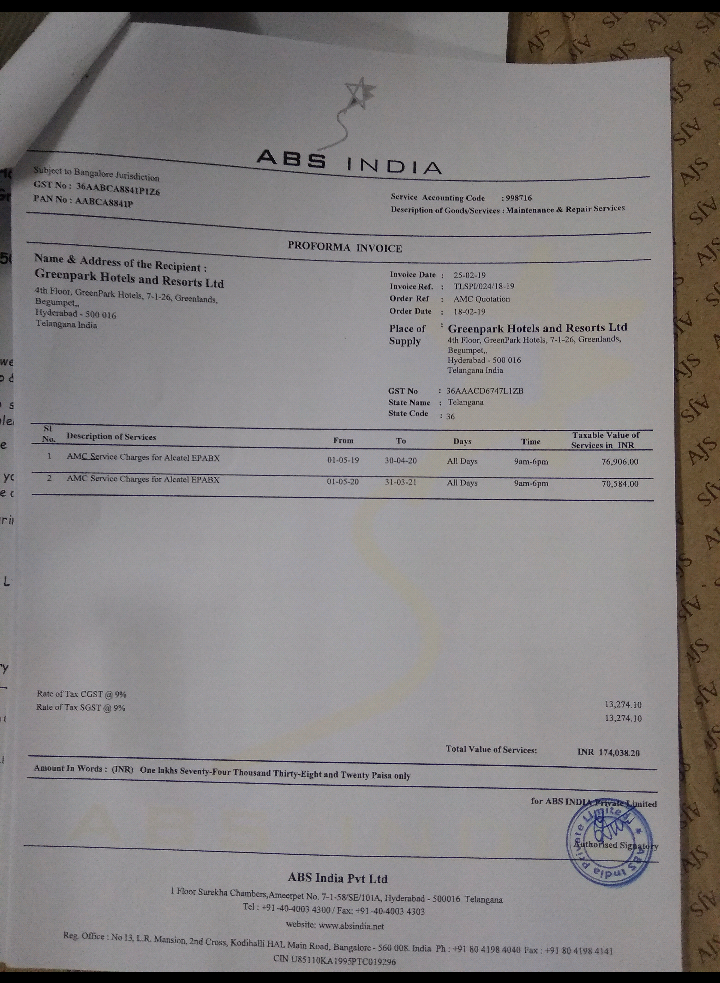 ABS INDIA
Subject to Bangalore Jurisdiction
GST No : 36AABCA8841P1Z6
PAN No : AABCA8841P
Service Accounting Code : 998716
Description of Goods/Services : Maintenance & Repair Services
PROFORMA INVOICE
Name & Address of the Recipient :
Greenpark Hotels and Resorts Ltd
4th Floor, GreenPark Hotels, 7-1-26, Greenlands,
Begumpet,,
Hyderabad - 500 016
Telangana India
Invoice Date : 25-02-19
Invoice Ref. : TLSPI/024/18-19
Order Ref : AMC Quotation
Order Date : 18-02-19
Place of Supply : Greenpark Hotels and Resorts Ltd
4th Floor, GreenPark Hotels, 7-1-26, Greenlands,
Begumpet,,
Hyderabad - 500 016
Telangana India
GST No : 36AAACD6747L1ZB
State Name : Telangana
State Code : 36
Sl No. Description of Services From To Days Time Taxable Value of Services in INR
1 AMC Service Charges for Alcatel EPABX 01-05-19 30-04-20 All Days 9am-6pm 76,906.00
2 AMC Service Charges for Alcatel EPABX 01-05-20 31-03-21 All Days 9am-6pm 70,584.00
Rate of Tax CGST @ 9% 13,274.10
Rate of Tax SGST @ 9% 13,274.10
Total Value of Services: INR 174,038.20
Amount In Words : (INR) One lakhs Seventy-Four Thousand Thirty-Eight and Twenty Paisa only
for ABS INDIA Private Limited
Authorised Signatory
ABS India Private Limited
ABS India Pvt Ltd
1 Floor Surekha Chambers,Ameerpet No. 7-1-58/SE/101A, Hyderabad - 500016 Telangana
Tel : +91-40-4003 4300 / Fax: +91-40-4003 4303
website: www.absindia.net
Reg. Office : No 13, L.R. Mansion, 2nd Cross, Kodihalli HAL Main Road, Bangalore - 560 008. India Ph : +91 80 4198 4040 Fax : +91 80 4198 4141
CIN U85110KA1995PTC019296